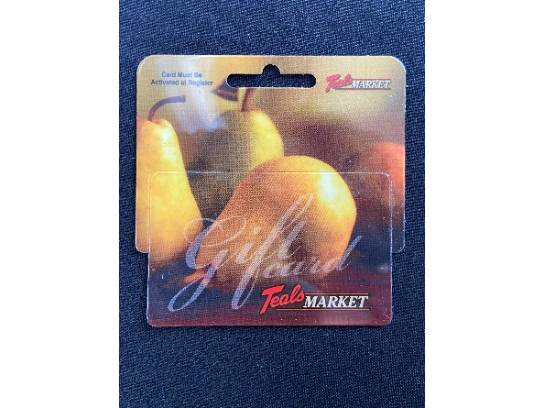 Card Must Be
Activated at Register
Teals MARKET
Gift
card
Teals MARKET